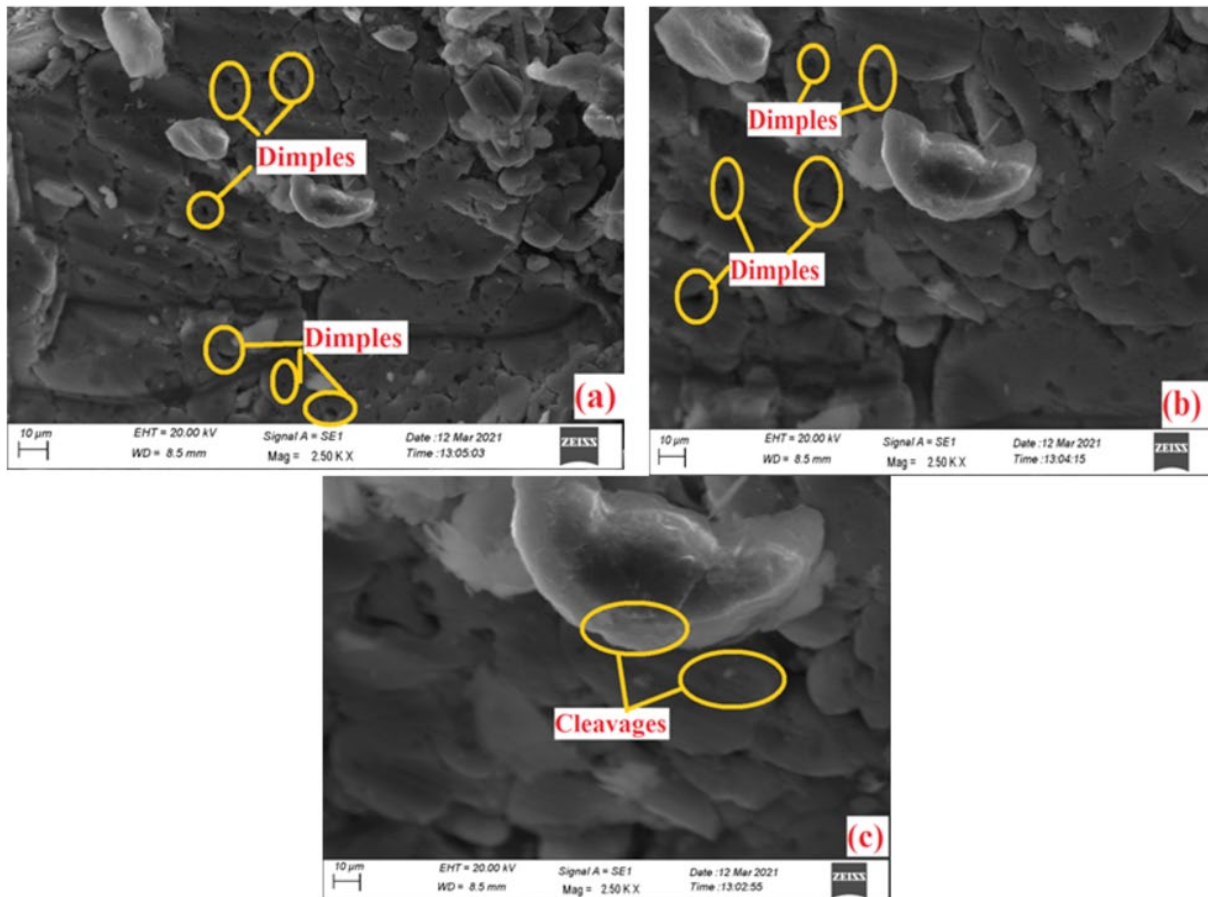 Dimples
Dimples
(a)
10 µm
EHT = 20.00 kV
Signal A = SE1
Date :12 Mar 2021
WD = 8.5 mm
Mag = 2.50 K X
Time :13:05:03
ZEISS
Dimples
Dimples
(b)
10 µm
EHT = 20.00 kV
Signal A = SE1
Date :12 Mar 2021
WD = 8.5 mm
Mag = 2.50 K X
Time :13:04:15
ZEISS
Cleavages
(c)
10 µm
EHT = 20.00 kV
Signal A = SE1
Date :12 Mar 2021
WD = 8.5 mm
Mag = 2.50 K X
Time :13:02:55
ZEISS